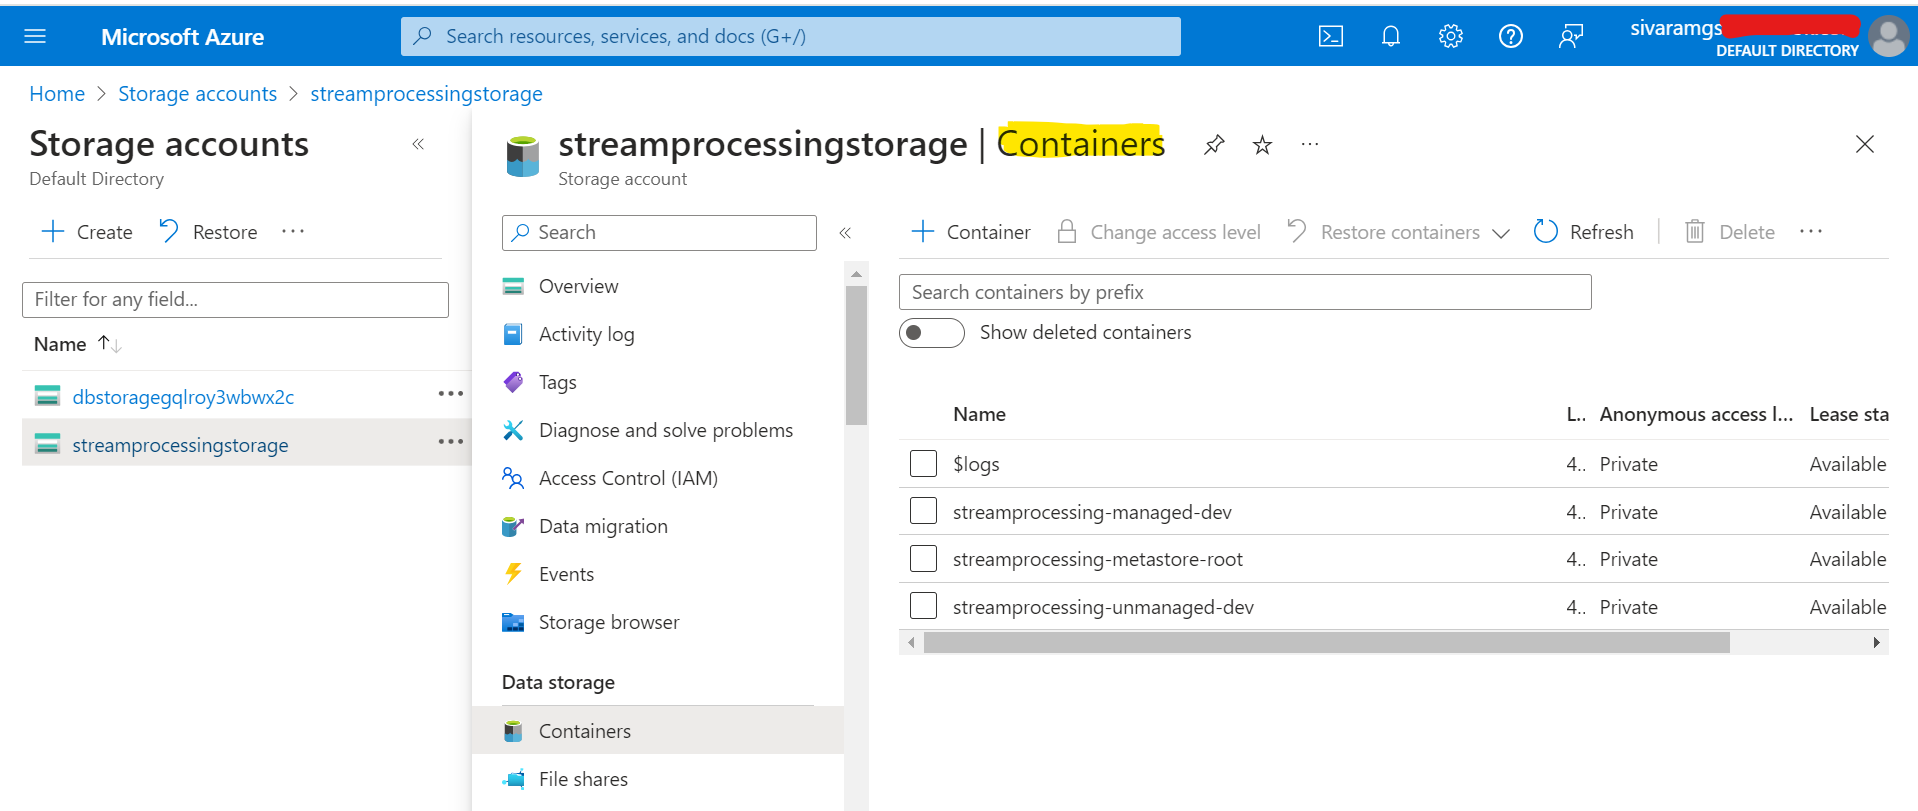 Microsoft Azure
Search resources, services, and docs (G+/)
sivaramgs
DEFAULT DIRECTORY
Home > Storage accounts > streamprocessingstorage
Storage accounts
Default Directory
Create Restore ...
Filter for any field...
Name
dbstoragegqlroy3wbwx2c ...
streamprocessingstorage ...
streamprocessingstorage | Containers ...
Storage account
Search
Overview
Activity log
Tags
Diagnose and solve problems
Access Control (IAM)
Data migration
Events
Storage browser
Data storage
Containers
File shares
Container Change access level Restore containers Refresh Delete ...
Search containers by prefix
Show deleted containers
Name L.. Anonymous access l... Lease sta
$logs 4.. Private Available
streamprocessing-managed-dev 4.. Private Available
streamprocessing-metastore-root 4.. Private Available
streamprocessing-unmanaged-dev 4.. Private Available